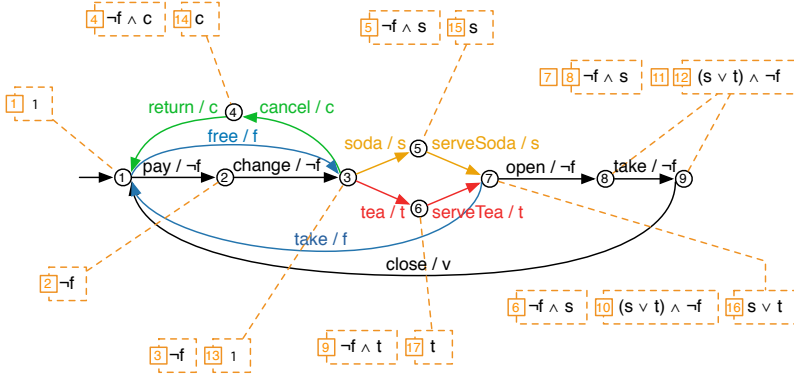 4 ¬f ∧ c 14 c
5 ¬f ∧ s 15 s
7 8 ¬f ∧ s 11 12 (s ∨ t) ∧ ¬f
1 1
4
return / c cancel / c
free / f
soda / s 5 serveSoda / s
1 pay / ¬f 2 change / ¬f 3 7 open / ¬f 8 take / ¬f 9
tea / t 6 serveTea / t
take / f
close / v
2 ¬f
6 ¬f ∧ s 10 (s ∨ t) ∧ ¬f 16 s ∨ t
3 ¬f 13 1 9 ¬f ∧ t 17 t